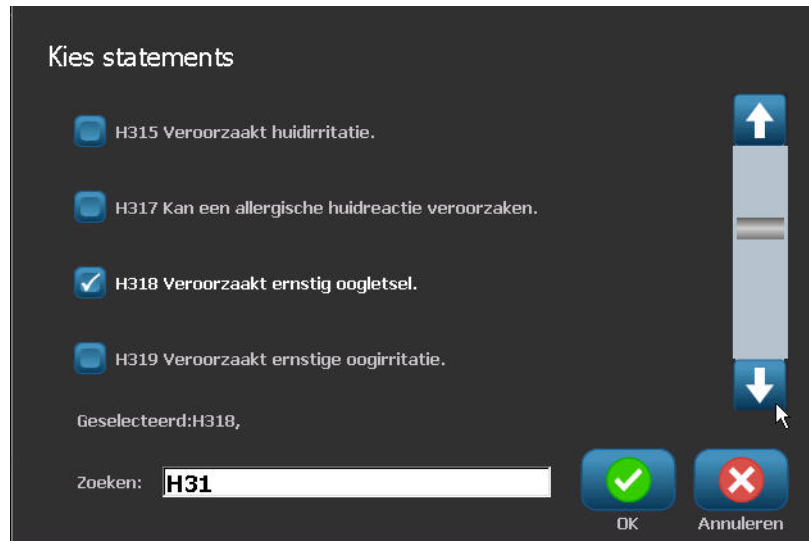 Kies statements
H315 Veroorzaakt huidirritatie.
H317 Kan een allergische huidreactie veroorzaken.
H318 Veroorzaakt ernstig oogletsel.
H319 Veroorzaakt ernstige oogirritatie.
Geselecteerd:H318,
Zoeken: H31
OK Annuleren